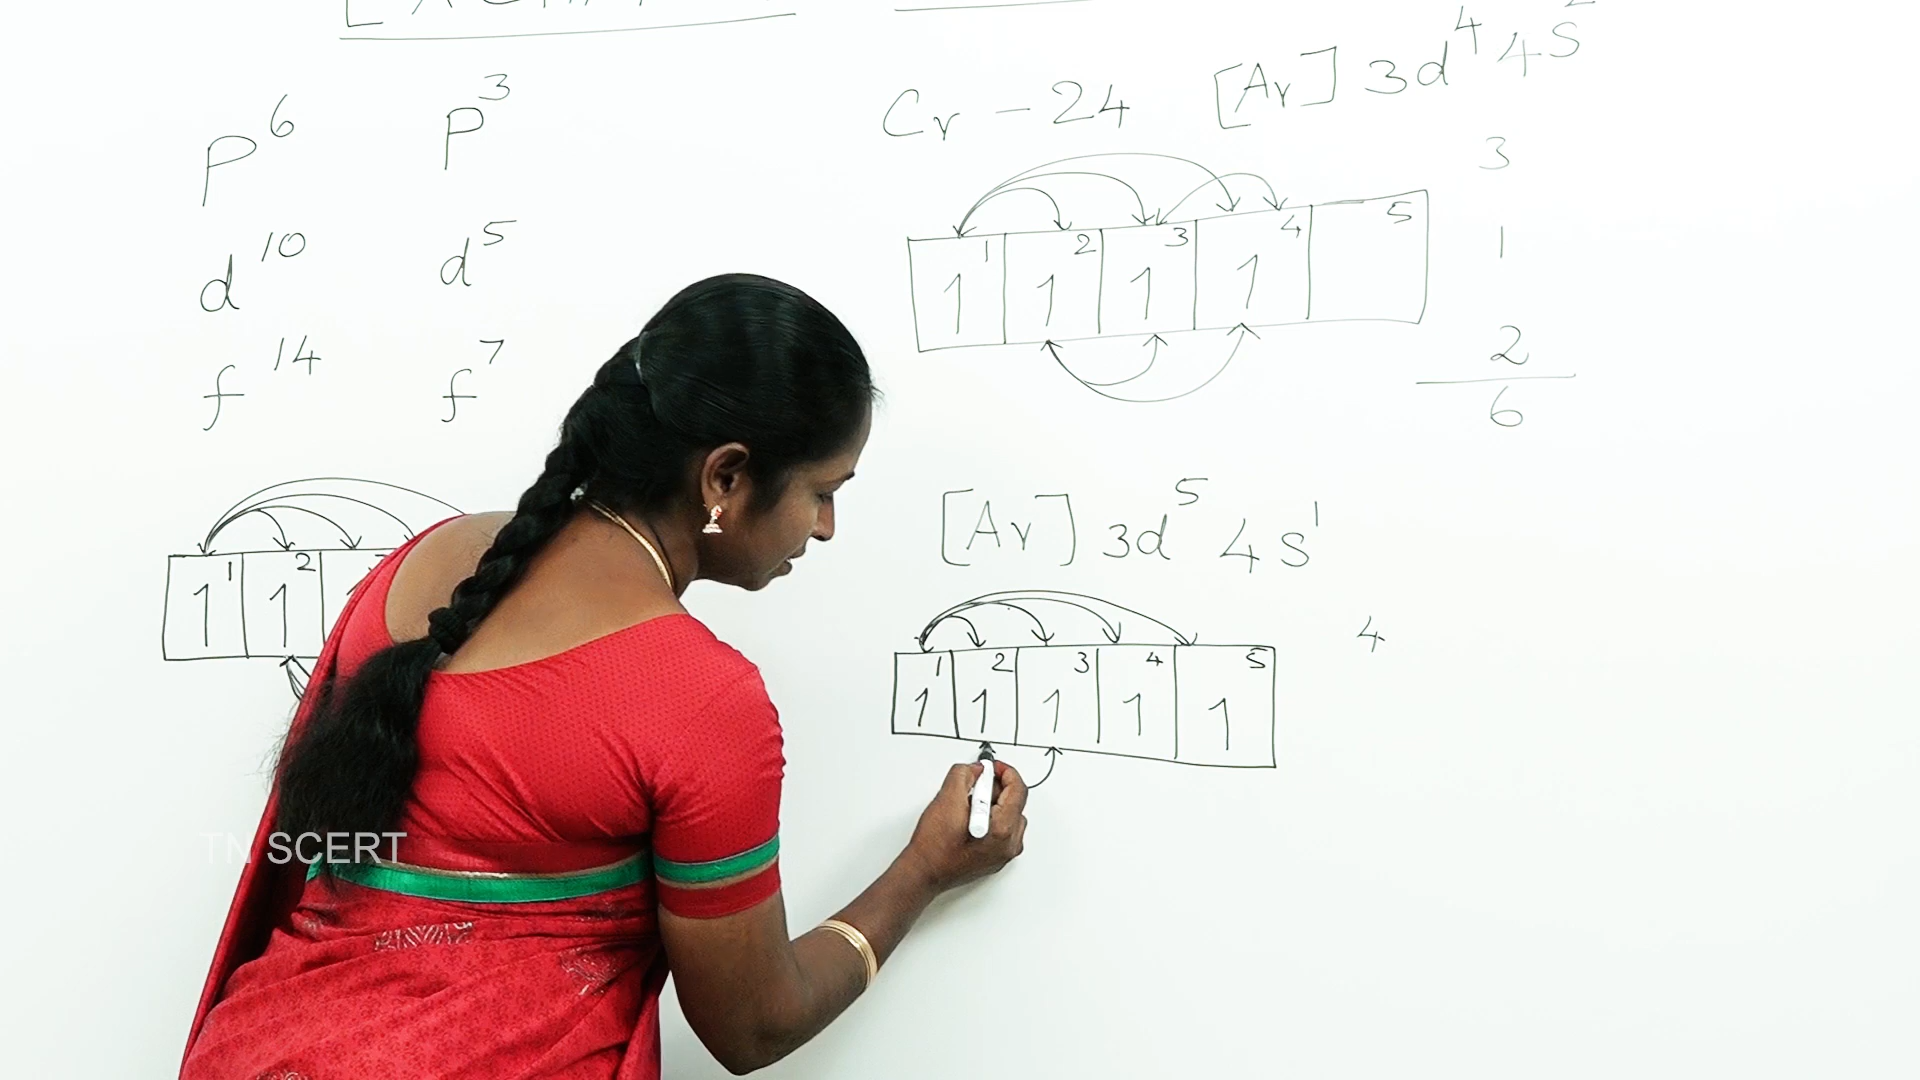 p⁶ p³
d¹⁰ d⁵
f¹⁴ f⁷
1 2
1 1
Cr - 24 [Ar] 3d⁴ 4s²
1 2 3 4 5
1 1 1 1
3
1
2
6
[Ar] 3d⁵ 4s¹
1 2 3 4 5
1 1 1 1 1
4
TN SCERT